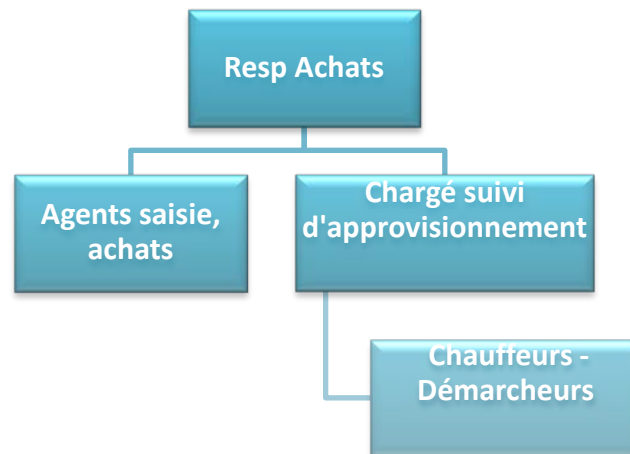 Resp Achats
Agents saisie,
achats
Chargé suivi
d'approvisionnement
Chauffeurs -
Démarcheurs